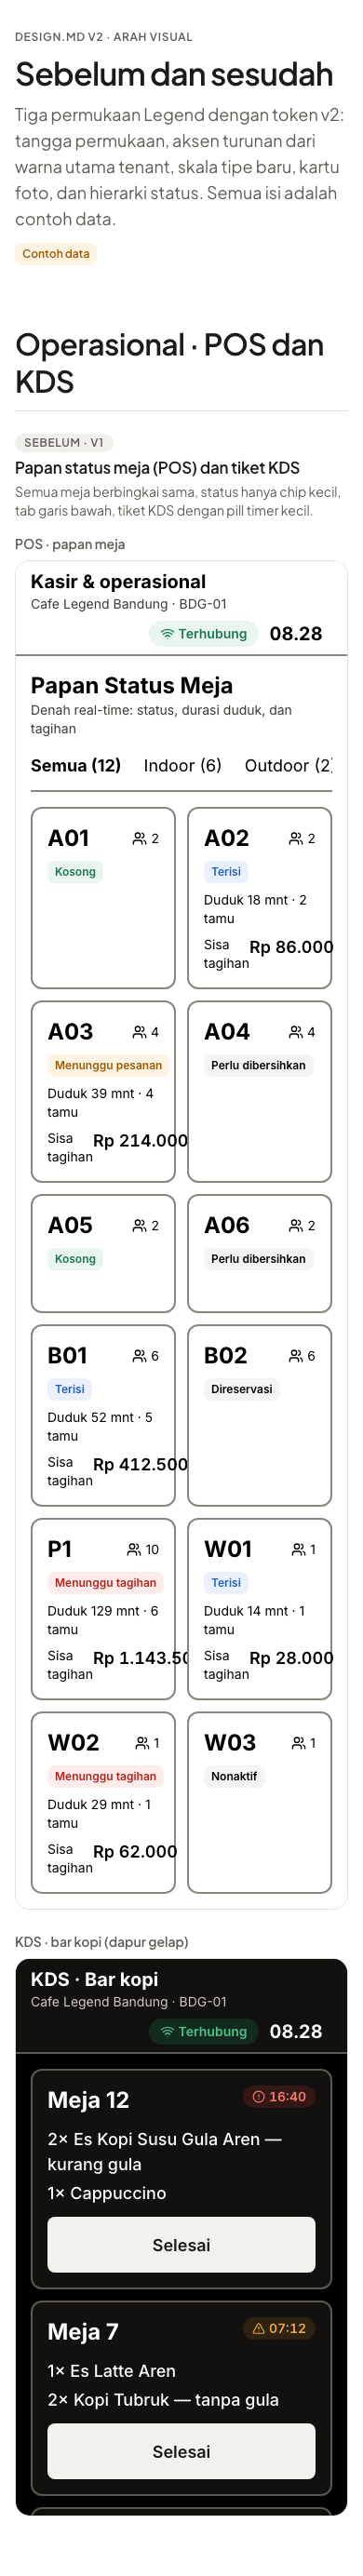 DESIGN.MD V2 · ARAH VISUAL
Sebelum dan sesudah
Tiga permukaan Legend dengan token v2:
tangga permukaan, aksen turunan dari
warna utama tenant, skala tipe baru, kartu
foto, dan hierarki status. Semua isi adalah
contoh data.
Contoh data
Operasional · POS dan
KDS
SEBELUM · V1
Papan status meja (POS) dan tiket KDS
Semua meja berbingkai sama, status hanya chip kecil,
tab garis bawah, tiket KDS dengan pill timer kecil.
POS · papan meja
Kasir & operasional
Cafe Legend Bandung · BDG-01
Terhubung 08.28
Papan Status Meja
Denah real-time: status, durasi duduk, dan
tagihan
Semua (12) Indoor (6) Outdoor (2
A01 2
Kosong
A02 2
Terisi
Duduk 18 mnt · 2
tamu
Sisa
tagihan Rp 86.000
A03 4
Menunggu pesanan
Duduk 39 mnt · 4
tamu
Sisa
tagihan Rp 214.000
A04 4
Perlu dibersihkan
A05 2
Kosong
A06 2
Perlu dibersihkan
B01 6
Terisi
Duduk 52 mnt · 5
tamu
Sisa
tagihan Rp 412.500
B02 6
Direservasi
P1 10
Menunggu tagihan
Duduk 129 mnt · 6
tamu
Sisa
tagihan Rp 1.143.50
W01 1
Terisi
Duduk 14 mnt · 1
tamu
Sisa
tagihan Rp 28.000
W02 1
Menunggu tagihan
Duduk 29 mnt · 1
tamu
Sisa
tagihan Rp 62.000
W03 1
Nonaktif
KDS · bar kopi (dapur gelap)
KDS · Bar kopi
Cafe Legend Bandung · BDG-01
Terhubung 08.28
Meja 12 16:40
2× Es Kopi Susu Gula Aren —
kurang gula
1× Cappuccino
Selesai
Meja 7 07:12
1× Es Latte Aren
2× Kopi Tubruk — tanpa gula
Selesai